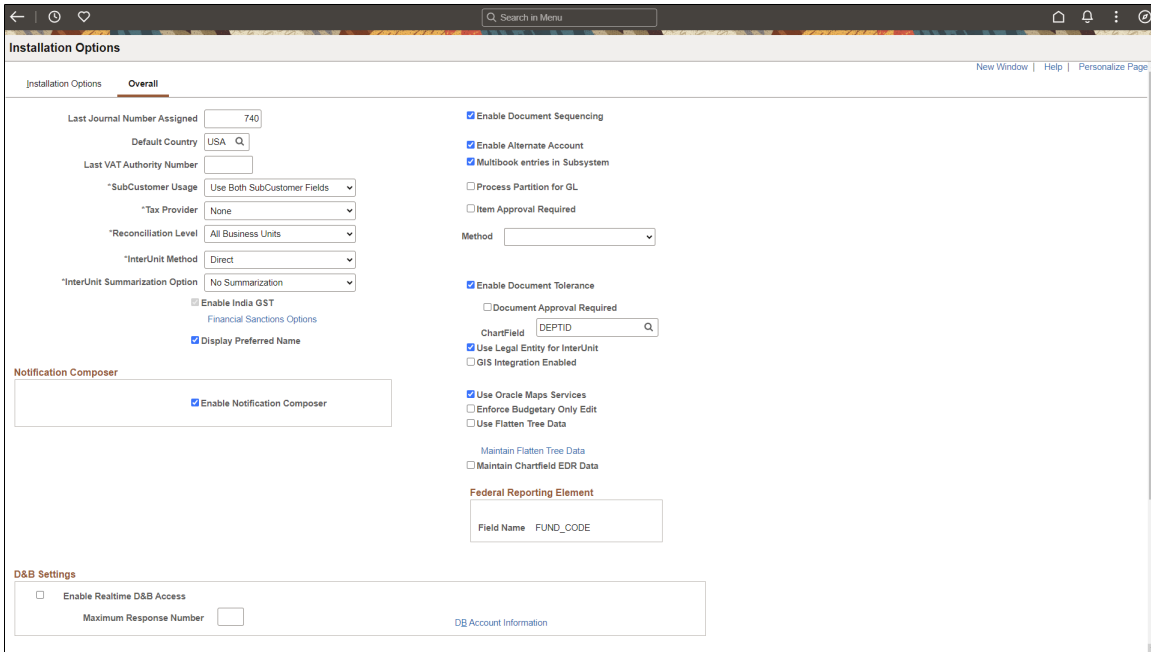 Search in Menu
Installation Options
New Window | Help | Personalize Page
Installation Options
Overall
Last Journal Number Assigned 740
Default Country USA
Last VAT Authority Number
*SubCustomer Usage Use Both SubCustomer Fields
*Tax Provider None
*Reconciliation Level All Business Units
*InterUnit Method Direct
*InterUnit Summarization Option No Summarization
Enable India GST
Financial Sanctions Options
Display Preferred Name
Notification Composer
Enable Notification Composer
Enable Document Sequencing
Enable Alternate Account
Multibook entries in Subsystem
Process Partition for GL
Item Approval Required
Method
Enable Document Tolerance
Document Approval Required
ChartField DEPTID
Use Legal Entity for InterUnit
GIS Integration Enabled
Use Oracle Maps Services
Enforce Budgetary Only Edit
Use Flatten Tree Data
Maintain Flatten Tree Data
Maintain Chartfield EDR Data
Federal Reporting Element
Field Name FUND_CODE
D&B Settings
Enable Realtime D&B Access
Maximum Response Number
DB Account Information